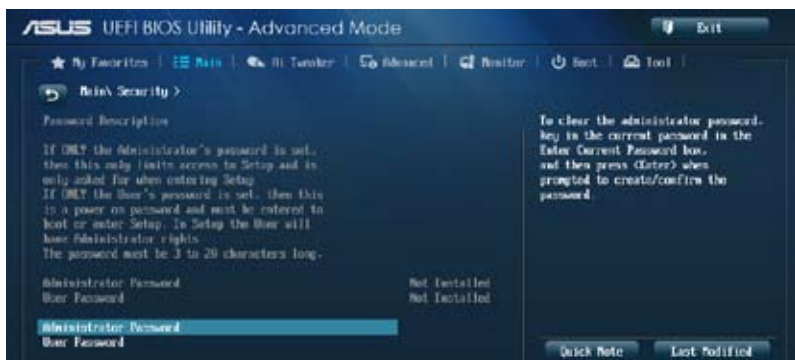 ASUS UEFI BIOS Utility - Advanced Mode
Exit
My Favorites | Main | Ai Tweaker | Advanced | Monitor | Boot | Tool
Main\ Security >
Password Description
If ONLY the Administrator's password is set,
then this only limits access to Setup and is
only asked for when entering Setup
If ONLY the User's password is set, then this
is a power on password and must be entered to
boot or enter Setup. In Setup the User will
have Administrator rights
The password must be 3 to 20 characters long.
Administrator Password Not Installed
User Password Not Installed
Administrator Password
User Password
To clear the administrator password,
key in the current password in the
Enter Current Password box,
and then press <Enter> when
prompted to create/confirm the
password.
Quick Note
Last Modified